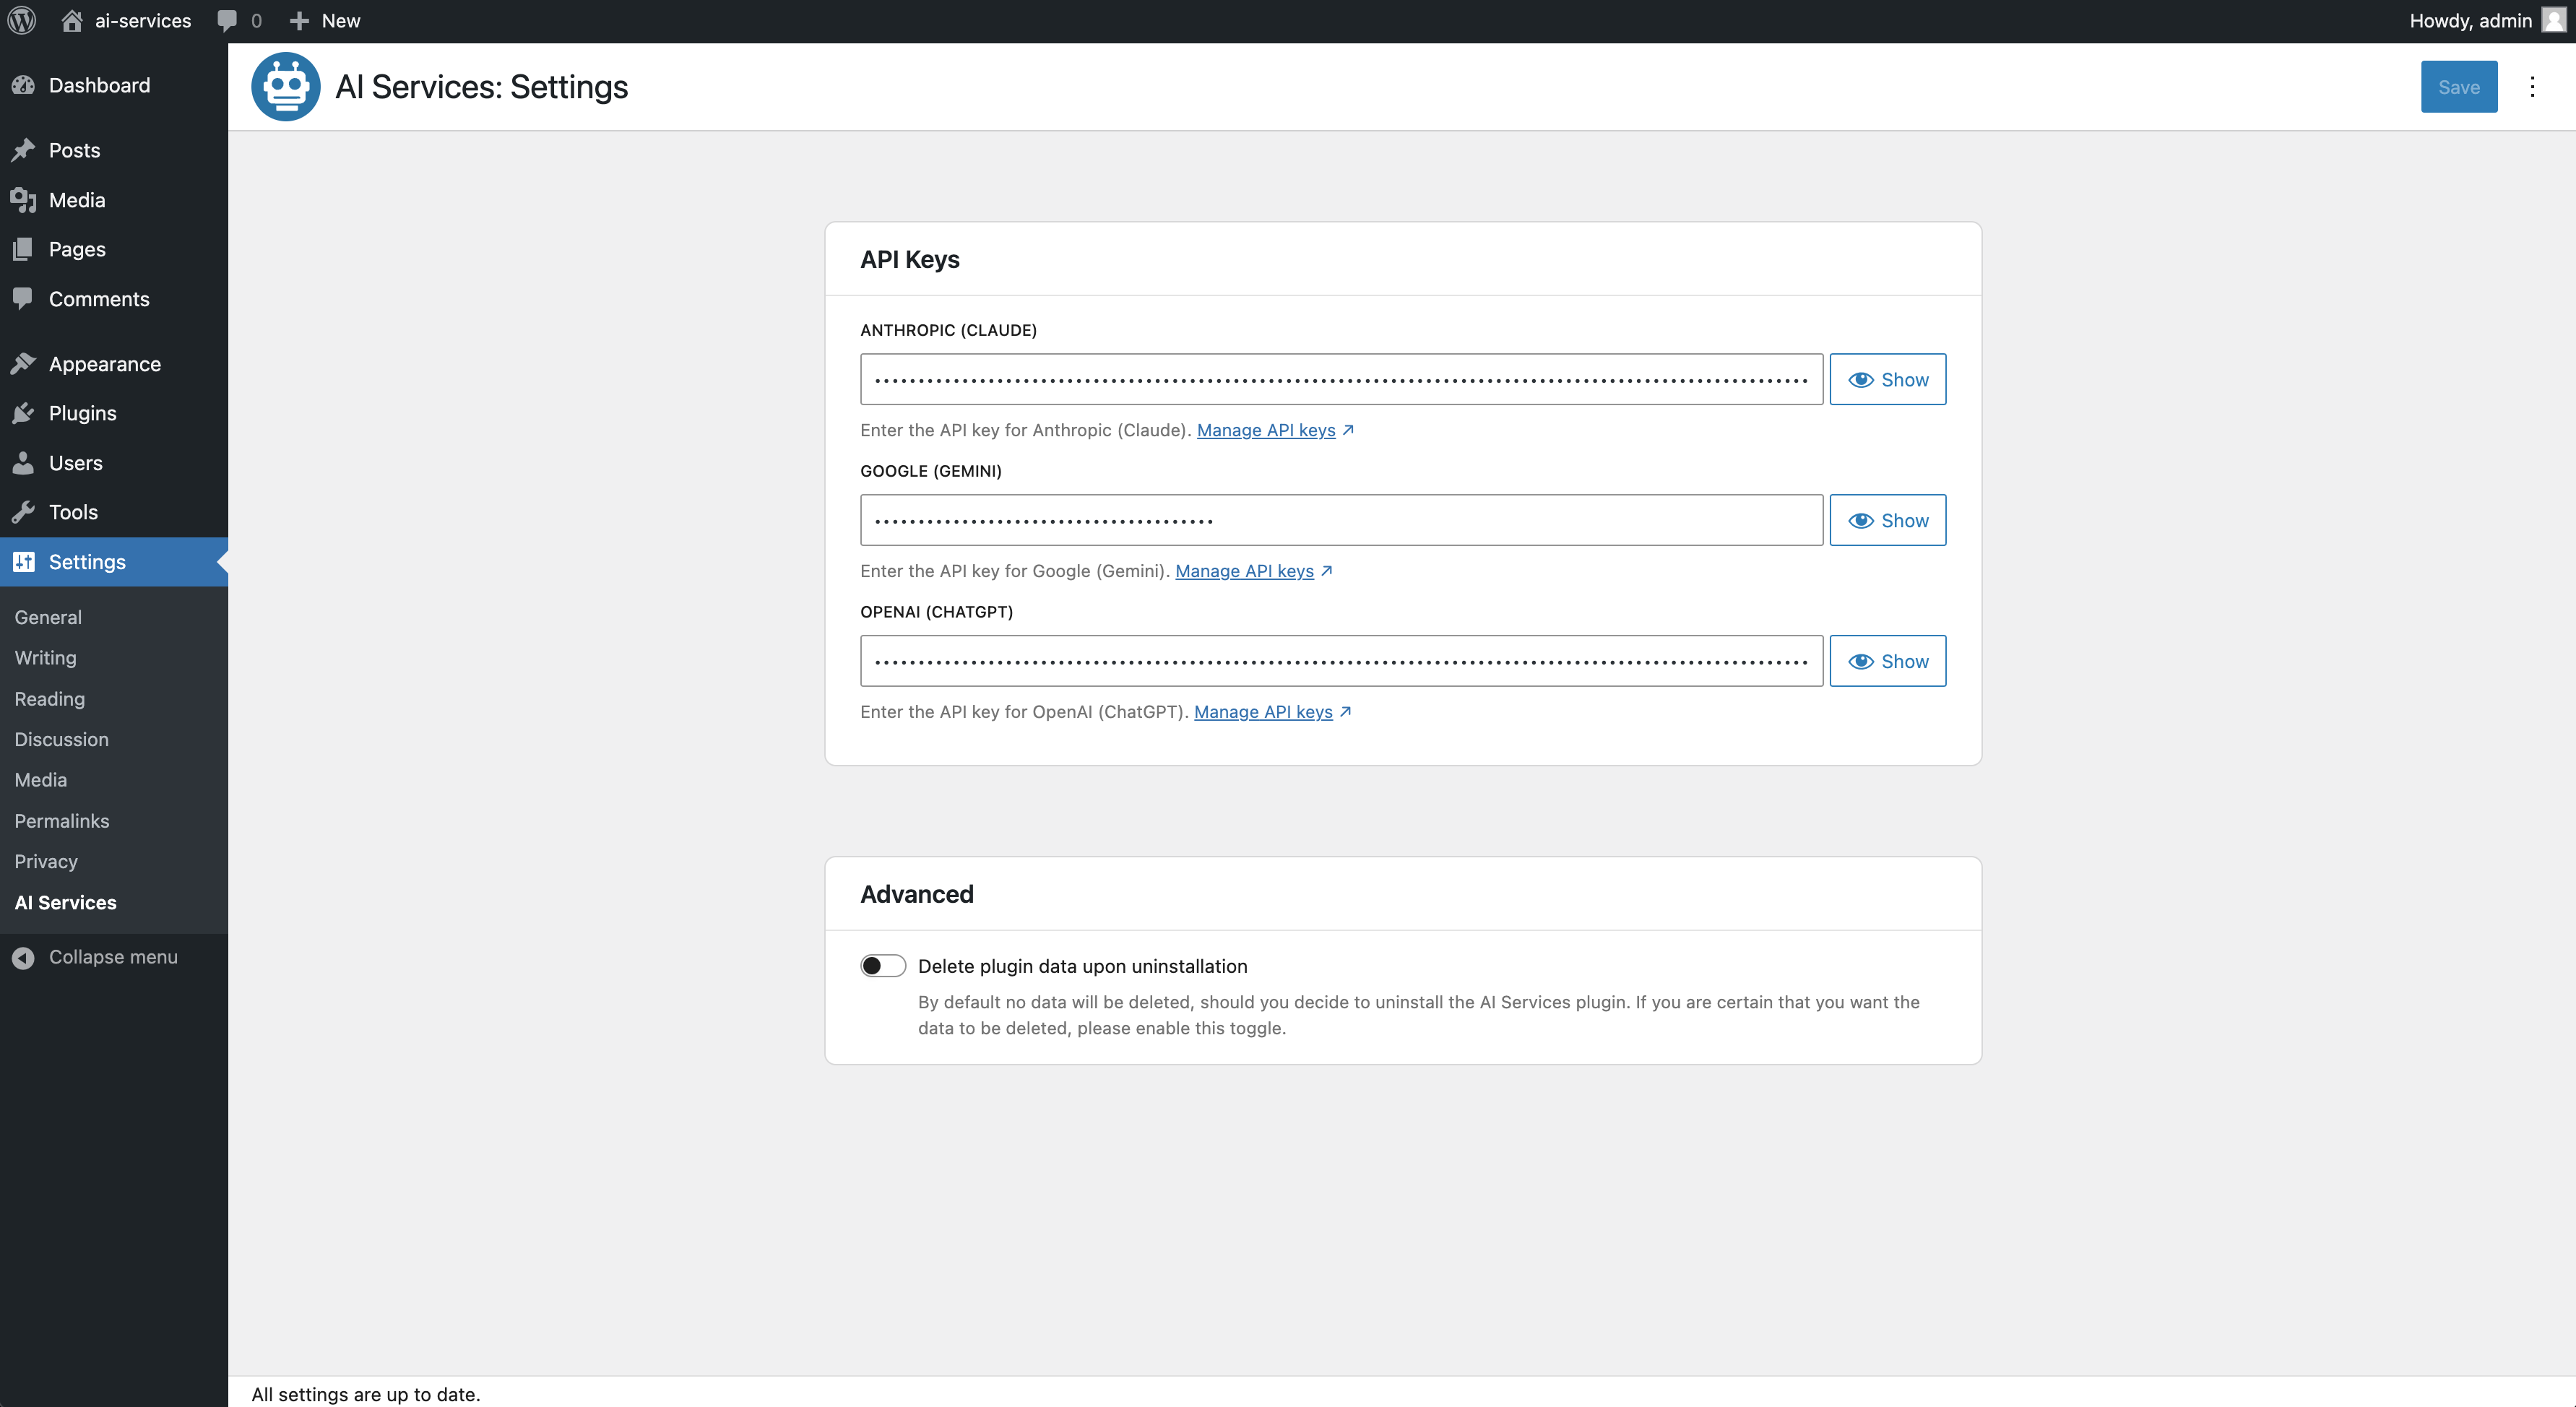 ai-services
0
New
Howdy, admin
Dashboard
Posts
Media
Pages
Comments
Appearance
Plugins
Users
Tools
Settings
General
Writing
Reading
Discussion
Media
Permalinks
Privacy
AI Services
Collapse menu
AI Services: Settings
Save
API Keys
ANTHROPIC (CLAUDE)
Show
Enter the API key for Anthropic (Claude). Manage API keys ↗
GOOGLE (GEMINI)
Show
Enter the API key for Google (Gemini). Manage API keys ↗
OPENAI (CHATGPT)
Show
Enter the API key for OpenAI (ChatGPT). Manage API keys ↗
Advanced
Delete plugin data upon uninstallation
By default no data will be deleted, should you decide to uninstall the AI Services plugin. If you are certain that you want the
data to be deleted, please enable this toggle.
All settings are up to date.